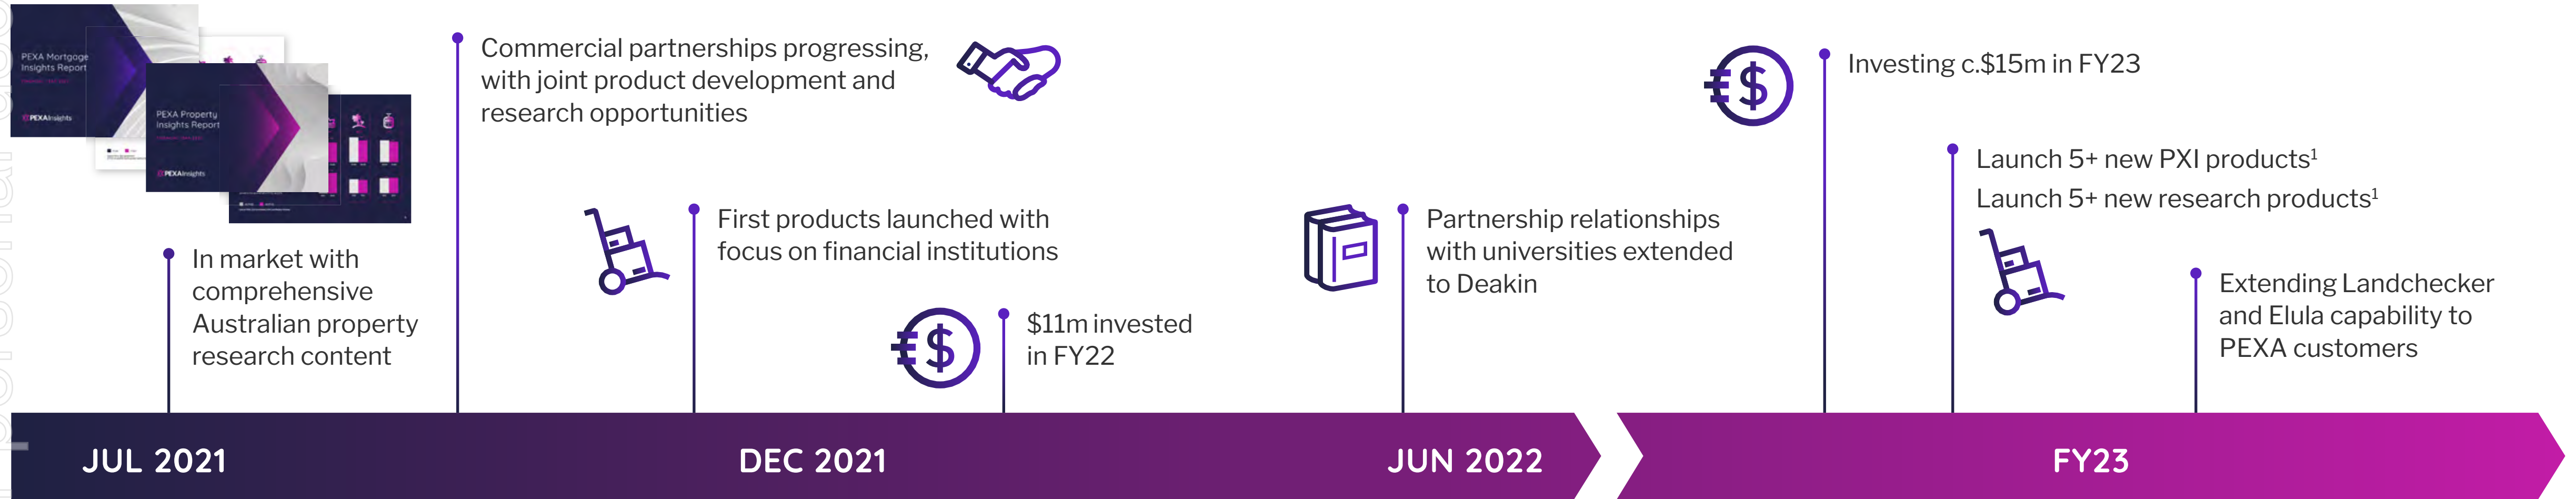 PEXA Mortgage
Insights Report
PEXAInsights
PEXA Property
Insights Report
PEXAInsights
In market with
comprehensive
Australian property
research content
Commercial partnerships progressing,
with joint product development and
research opportunities
First products launched with
focus on financial institutions
$11m invested
in FY22
Partnership relationships
with universities extended
to Deakin
Investing c.$15m in FY23
Launch 5+ new PXI products¹
Launch 5+ new research products¹
Extending Landchecker
and Elula capability to
PEXA customers
JUL 2021
DEC 2021
JUN 2022
FY23